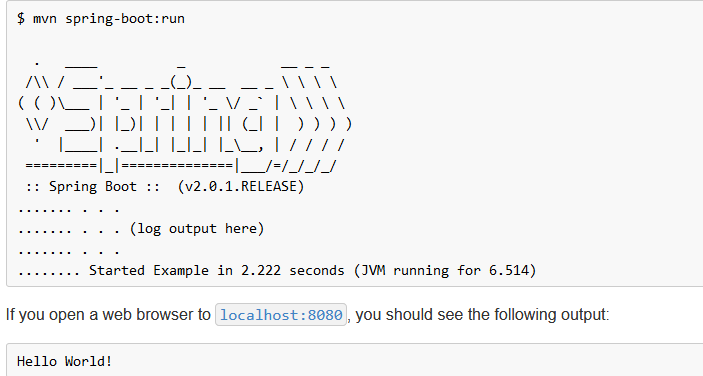 $ mvn spring-boot:run
  .   ____          _            __ _ _
 /\\ / ___'_ __ _ _(_)_ __  __ _ \ \ \ \
( ( )\___ | '_ | '_| | '_ \/ _` | \ \ \ \
 \\/  ___)| |_)| | | | | || (_| |  ) ) ) )
  '  |____| .__|_| |_|_| |_\__, | / / / /
 =========|_|==============|___/=/_/_/_/
 :: Spring Boot ::  (v2.0.1.RELEASE)
....... . . .
....... . . . (log output here)
....... . . .
........ Started Example in 2.222 seconds (JVM running for 6.514)
If you open a web browser to localhost:8080, you should see the following output:
Hello World!